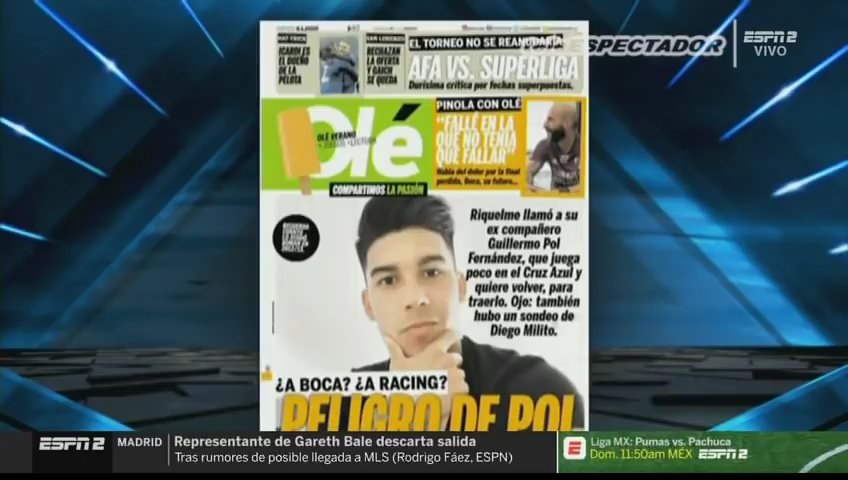 ICARDI ES
EL DUEÑO
DE LA
PELOTA
SAN LORENZO
RECHAZAN
LA OFERTA
Y GAICH
SE QUEDA
EL TORNEO NO SE REANUDARÍA
AFA VS. SUPERLIGA
Durísima crítica por fechas superpuestas.
ESPECTADOR
ESPN 2
VIVO
OLÉ VERANO
Olé
COMPARTIMOS LA PASIÓN
PINOLA CON OLÉ
"FALLÉ EN LA
QUE NO TENÍA
QUE FALLAR"
Habla del dolor por la final
perdida, Boca, su futuro...
Riquelme llamó a su
ex compañero
Guillermo Pol
Fernández, que juega
poco en el Cruz Azul y
quiere volver, para
traerlo. Ojo: también
hubo un sondeo de
Diego Milito.
¿A BOCA? ¿A RACING?
PELIGRO DE POL
ESPN 2
MADRID
Representante de Gareth Bale descarta salida
Tras rumores de posible llegada a MLS (Rodrigo Fáez, ESPN)
E
Liga MX: Pumas vs. Pachuca
Dom. 11:50am MÉX ESPN 2